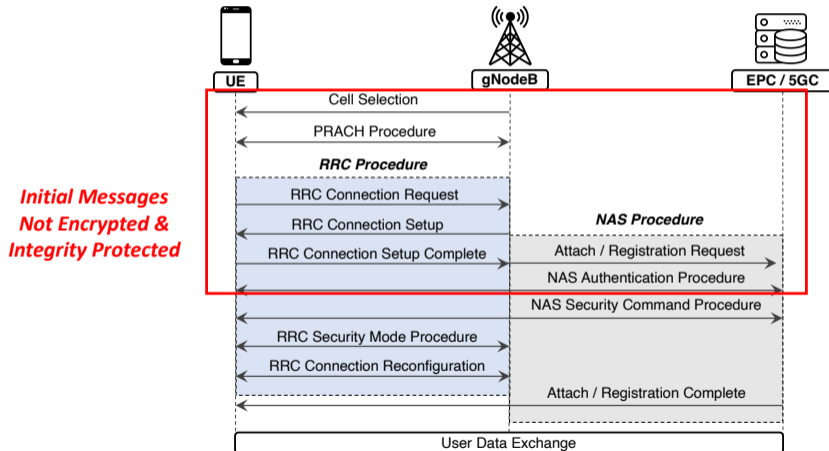 UE
gNodeB
EPC / 5GC
Cell Selection
PRACH Procedure
RRC Procedure
RRC Connection Request
Initial Messages
Not Encrypted &
Integrity Protected
RRC Connection Setup
NAS Procedure
RRC Connection Setup Complete
Attach / Registration Request
NAS Authentication Procedure
NAS Security Command Procedure
RRC Security Mode Procedure
RRC Connection Reconfiguration
Attach / Registration Complete
User Data Exchange